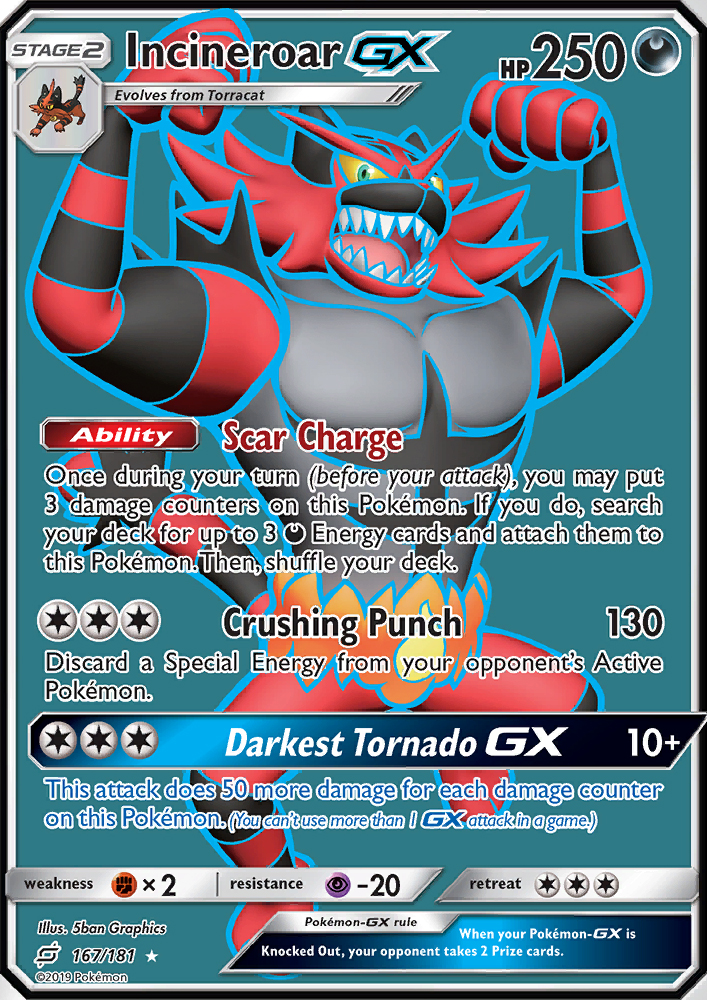 STAGE 2 Incineroar GX HP 250
Evolves from Torracat
Ability Scar Charge
Once during your turn (before your attack), you may put
3 damage counters on this Pokémon. If you do, search
your deck for up to 3 Energy cards and attach them to
this Pokémon. Then, shuffle your deck.
Crushing Punch 130
Discard a Special Energy from your opponent's Active
Pokémon.
Darkest Tornado GX 10+
This attack does 50 more damage for each damage counter
on this Pokémon. (You can't use more than 1 GX attack in a game.)
weakness ×2 resistance -20 retreat
Illus. 5ban Graphics
167/181
©2019 Pokémon
Pokémon-GX rule
When your Pokémon-GX is
Knocked Out, your opponent takes 2 Prize cards.